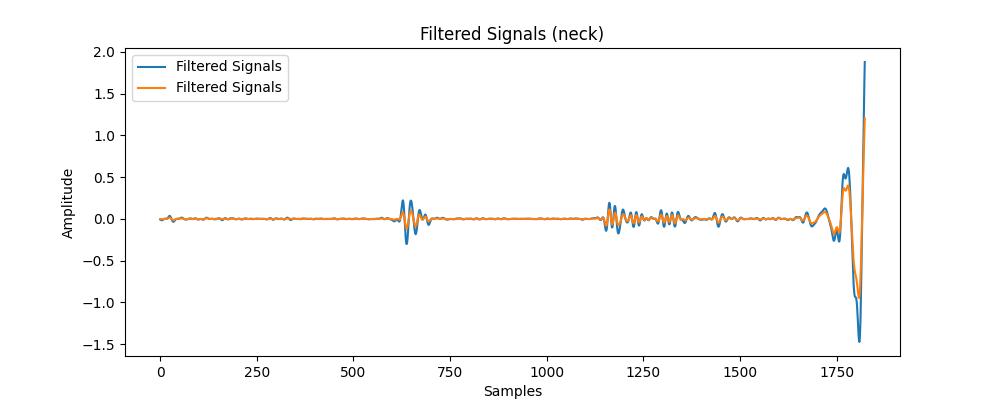 Filtered Signals (neck)
Filtered Signals
Filtered Signals
Amplitude
2.0
1.5
1.0
0.5
0.0
−0.5
−1.0
−1.5
0 250 500 750 1000 1250 1500 1750
Samples